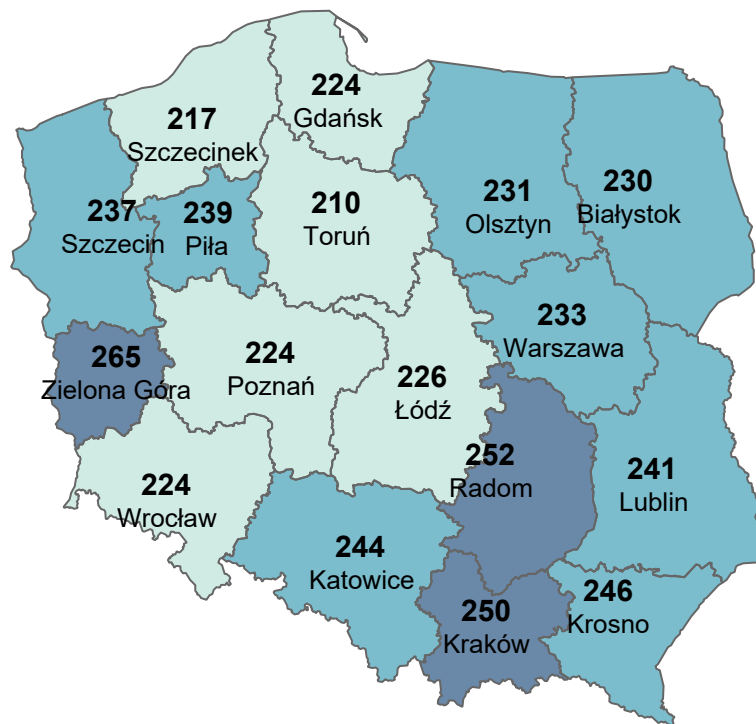 224
Gdańsk
217
Szczecinek
237
Szczecin
239
Piła
210
Toruń
231
Olsztyn
230
Białystok
265
Zielona Góra
224
Poznań
226
Łódź
233
Warszawa
224
Wrocław
252
Radom
241
Lublin
244
Katowice
250
Kraków
246
Krosno